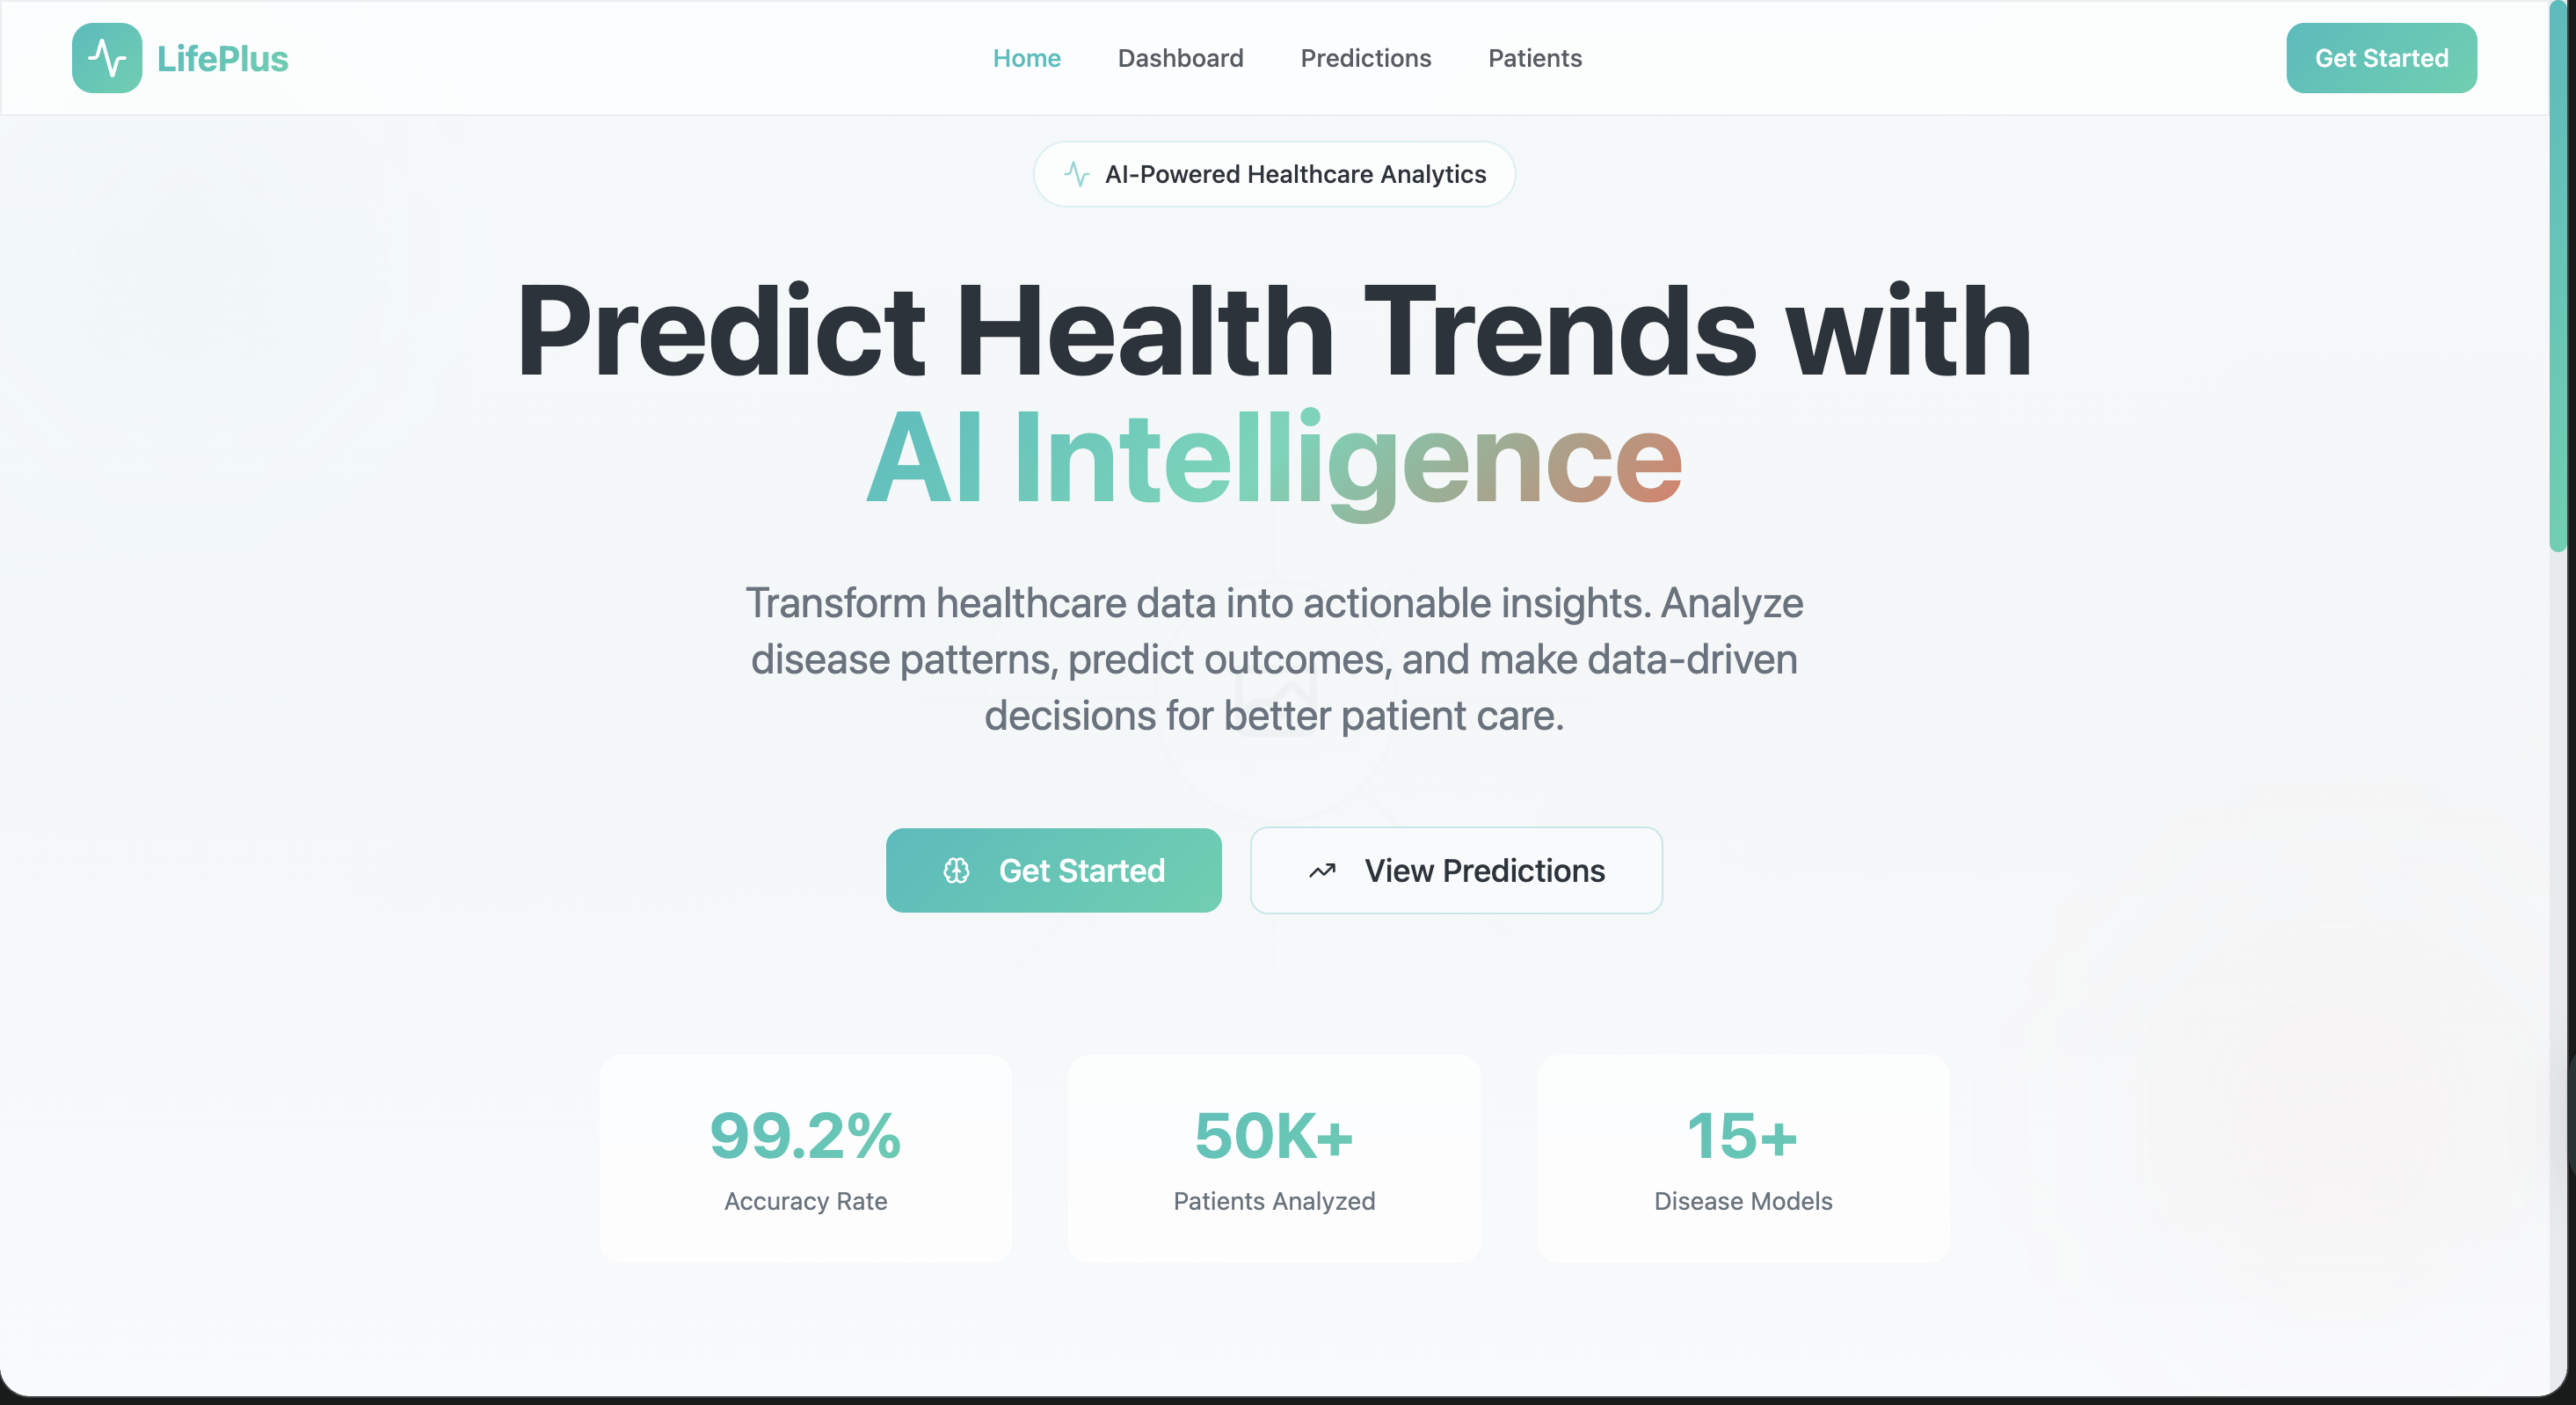 LifePlus
Home
Dashboard
Predictions
Patients
Get Started
AI-Powered Healthcare Analytics
Predict Health Trends with
AI Intelligence
Transform healthcare data into actionable insights. Analyze
disease patterns, predict outcomes, and make data-driven
decisions for better patient care.
Get Started
View Predictions
99.2%
Accuracy Rate
50K+
Patients Analyzed
15+
Disease Models